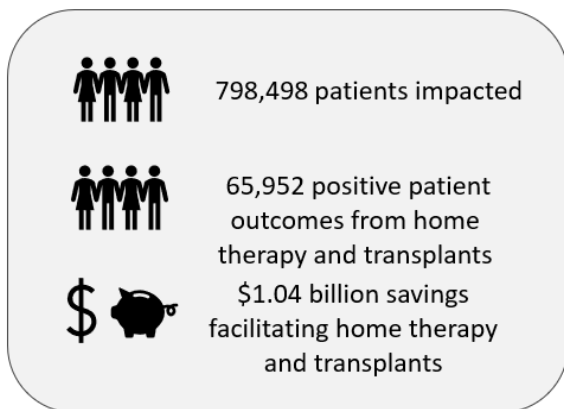 798,498 patients impacted
65,952 positive patient
outcomes from home
therapy and transplants
$1.04 billion savings
facilitating home therapy
and transplants